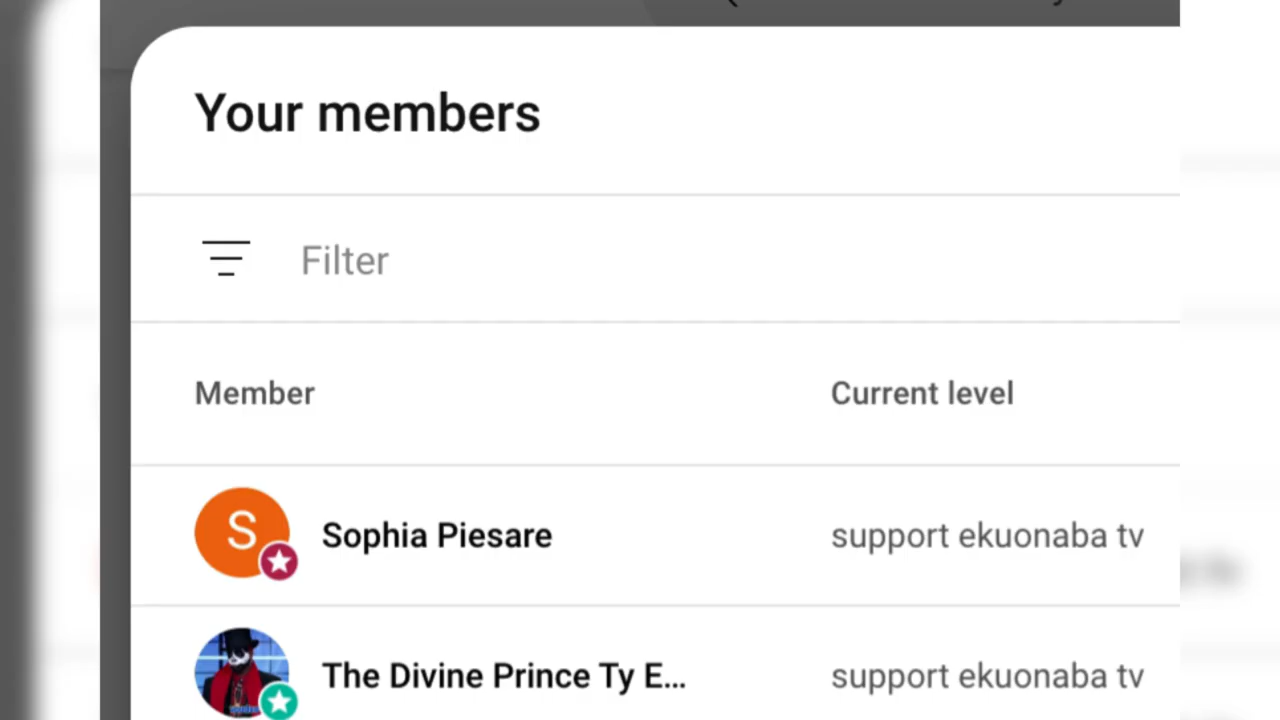 Your members
Filter
Member Current level
S Sophia Piesare support ekuonaba tv
The Divine Prince Ty E... support ekuonaba tv